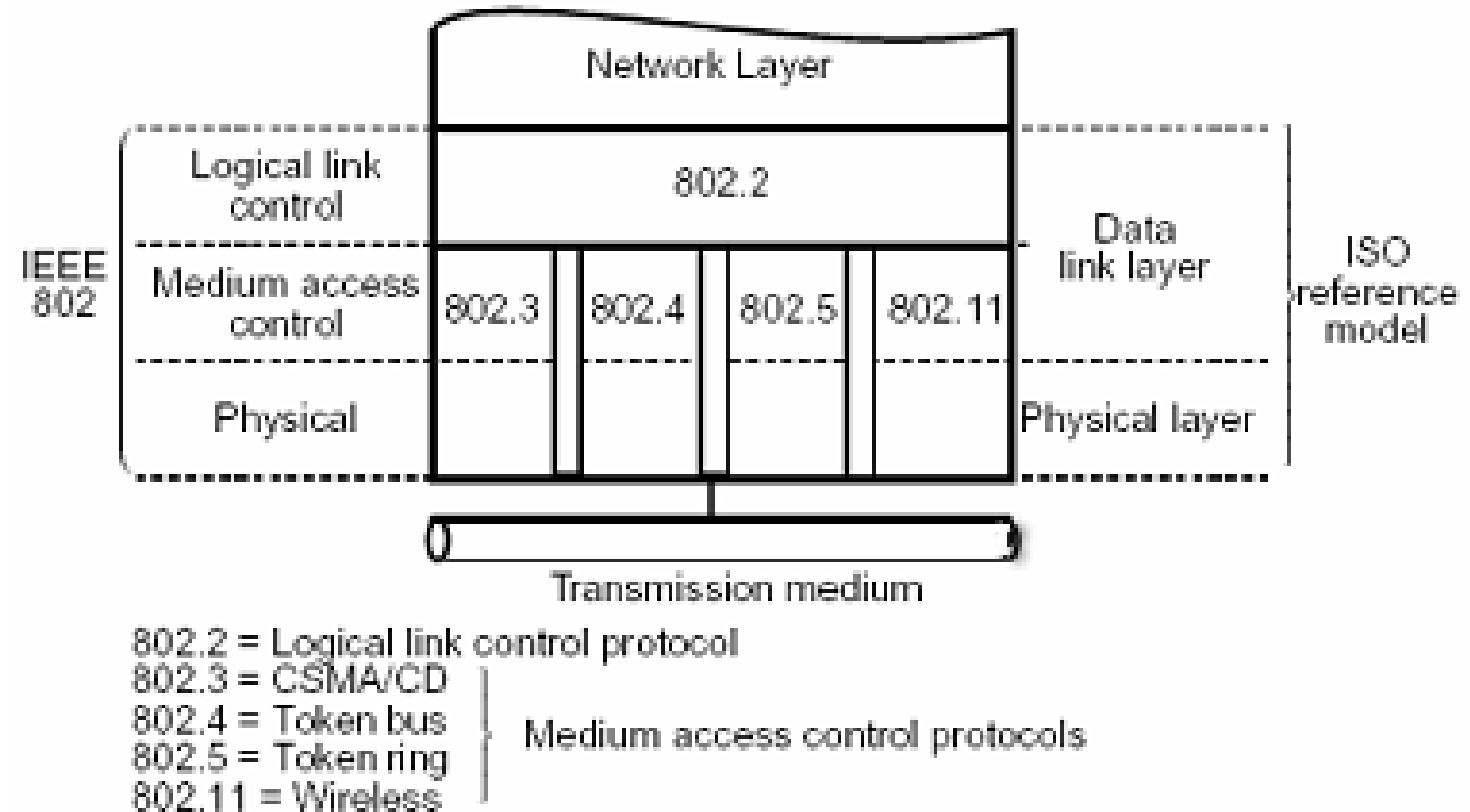 Network Layer
Logical link
control
802.2
Data
link layer
IEEE
802
ISO
reference
model
Medium access
control
802.3
802.4
802.5
802.11
Physical
Physical layer
Transmission medium
802.2 = Logical link control protocol
802.3 = CSMA/CD
802.4 = Token bus
Medium access control protocols
802.5 = Token ring
802.11 = Wireless